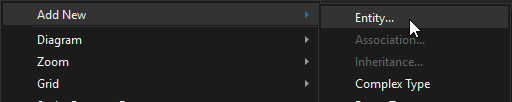 Add New
Entity...
Association...
Diagram
Inheritance...
Zoom
Complex Type
Grid